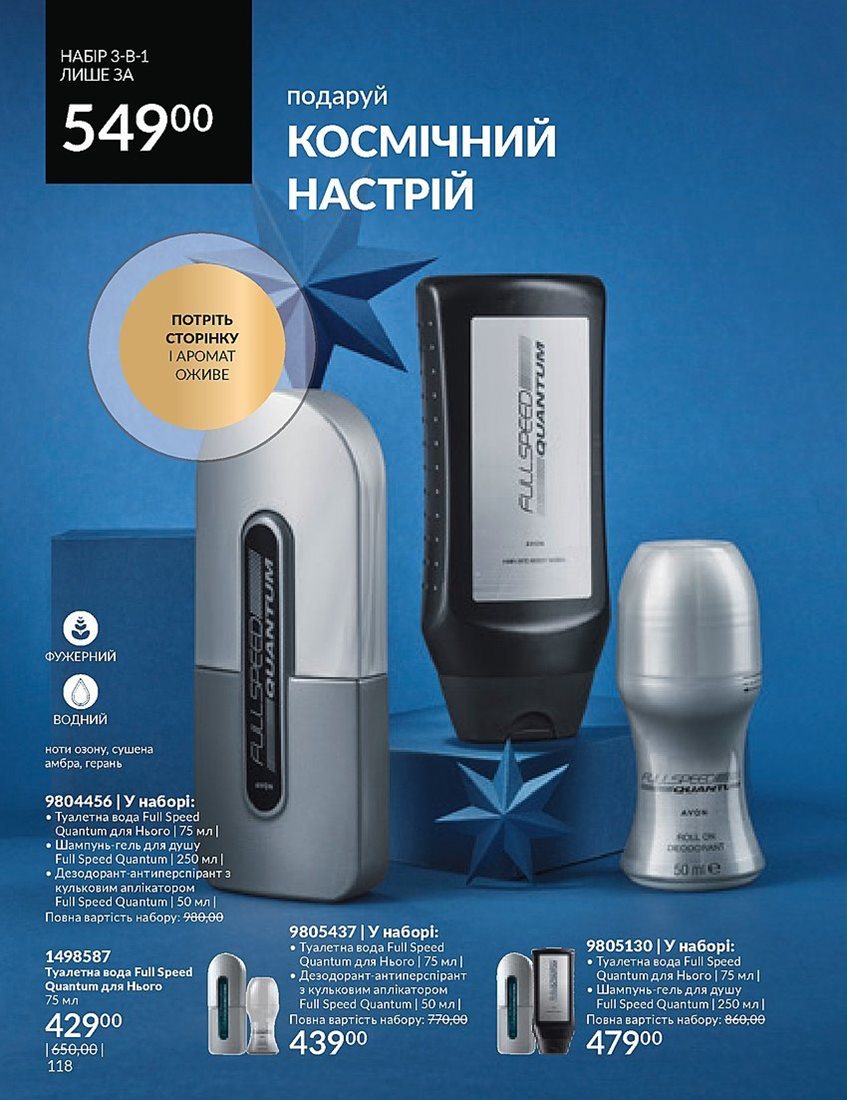 НАБІР 3-В-1
ЛИШЕ ЗА
549⁰⁰
подаруй
КОСМІЧНИЙ
НАСТРІЙ
ПОТРІТЬ
СТОРІНКУ
І АРОМАТ
ОЖИВЕ
FULL SPEED
QUANTUM
AVON
FULL SPEED
QUANTUM
AVON
FULL SPEED
QUANTUM
AVON
ROLL ON
DEODORANT
50 ml e
ФУЖЕРНИЙ
ВОДНИЙ
ноти озону, сушена
амбра, герань
9804456 | У наборі:
• Туалетна вода Full Speed
Quantum для Нього | 75 мл |
• Шампунь-гель для душу
Full Speed Quantum | 250 мл |
• Дезодорант-антиперспірант з
кульковим аплікатором
Full Speed Quantum | 50 мл |
Повна вартість набору: 980,00
1498587
Туалетна вода Full Speed
Quantum для Нього
75 мл
429⁰⁰
| 650,00 |
118
9805437 | У наборі:
• Туалетна вода Full Speed
Quantum для Нього | 75 мл |
• Дезодорант-антиперспірант
з кульковим аплікатором
Full Speed Quantum | 50 мл |
Повна вартість набору: 770,00
439⁰⁰
9805130 | У наборі:
• Туалетна вода Full Speed
Quantum для Нього | 75 мл |
• Шампунь-гель для душу
Full Speed Quantum | 250 мл |
Повна вартість набору: 860,00
479⁰⁰